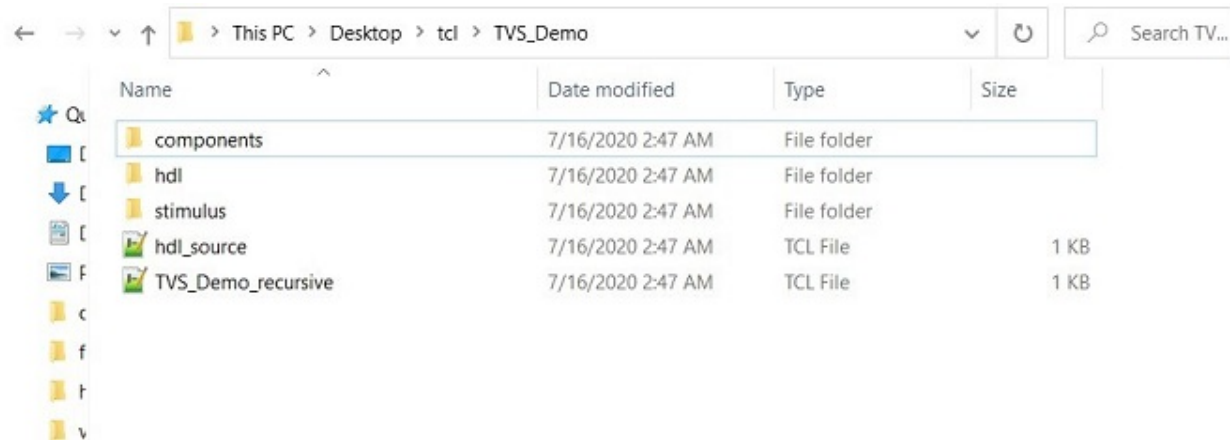 This PC > Desktop > tcl > TVS_Demo
Search TV...
Name Date modified Type Size
components 7/16/2020 2:47 AM File folder
hdl 7/16/2020 2:47 AM File folder
stimulus 7/16/2020 2:47 AM File folder
hdl_source 7/16/2020 2:47 AM TCL File 1 KB
TVS_Demo_recursive 7/16/2020 2:47 AM TCL File 1 KB